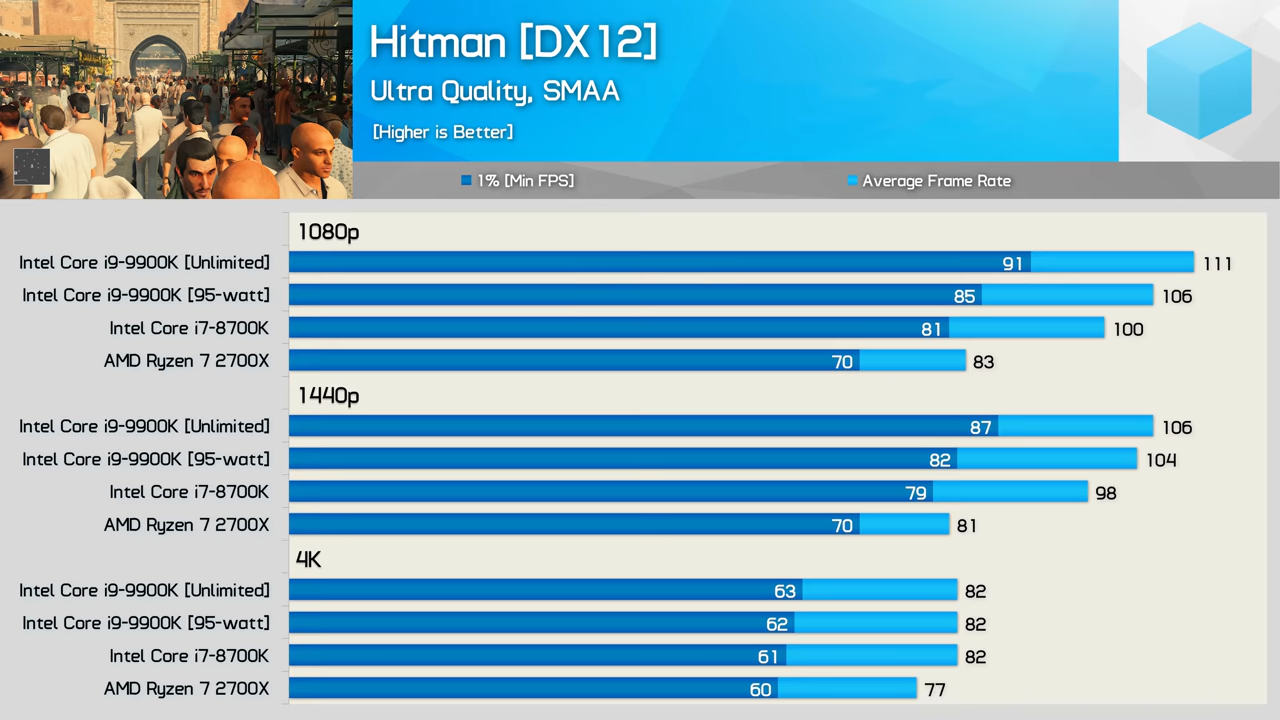 Hitman [DX12]
Ultra Quality, SMAA
[Higher is Better]
1% [Min FPS] Average Frame Rate
1080p
Intel Core i9-9900K [Unlimited] 91 111
Intel Core i9-9900K [95-watt] 85 106
Intel Core i7-8700K 81 100
AMD Ryzen 7 2700X 70 83
1440p
Intel Core i9-9900K [Unlimited] 87 106
Intel Core i9-9900K [95-watt] 82 104
Intel Core i7-8700K 79 98
AMD Ryzen 7 2700X 70 81
4K
Intel Core i9-9900K [Unlimited] 63 82
Intel Core i9-9900K [95-watt] 62 82
Intel Core i7-8700K 61 82
AMD Ryzen 7 2700X 60 77